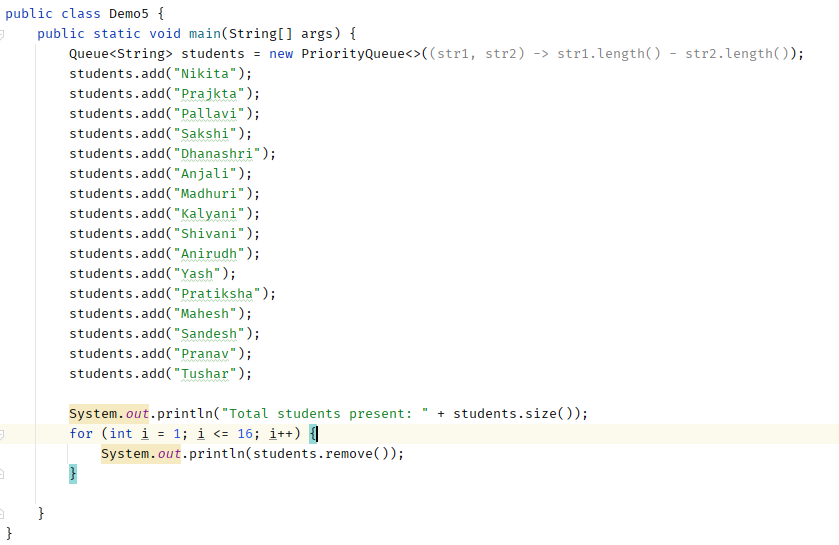 public class Demo5 {
    public static void main(String[] args) {
        Queue<String> students = new PriorityQueue<>((str1, str2) -> str1.length() - str2.length());
        students.add("Nikita");
        students.add("Prajkta");
        students.add("Pallavi");
        students.add("Sakshi");
        students.add("Dhanashri");
        students.add("Anjali");
        students.add("Madhuri");
        students.add("Kalyani");
        students.add("Shivani");
        students.add("Anirudh");
        students.add("Yash");
        students.add("Pratiksha");
        students.add("Mahesh");
        students.add("Sandesh");
        students.add("Pranav");
        students.add("Tushar");

        System.out.println("Total students present: " + students.size());
        for (int i = 1; i <= 16; i++) {
            System.out.println(students.remove());
        }

    }
}